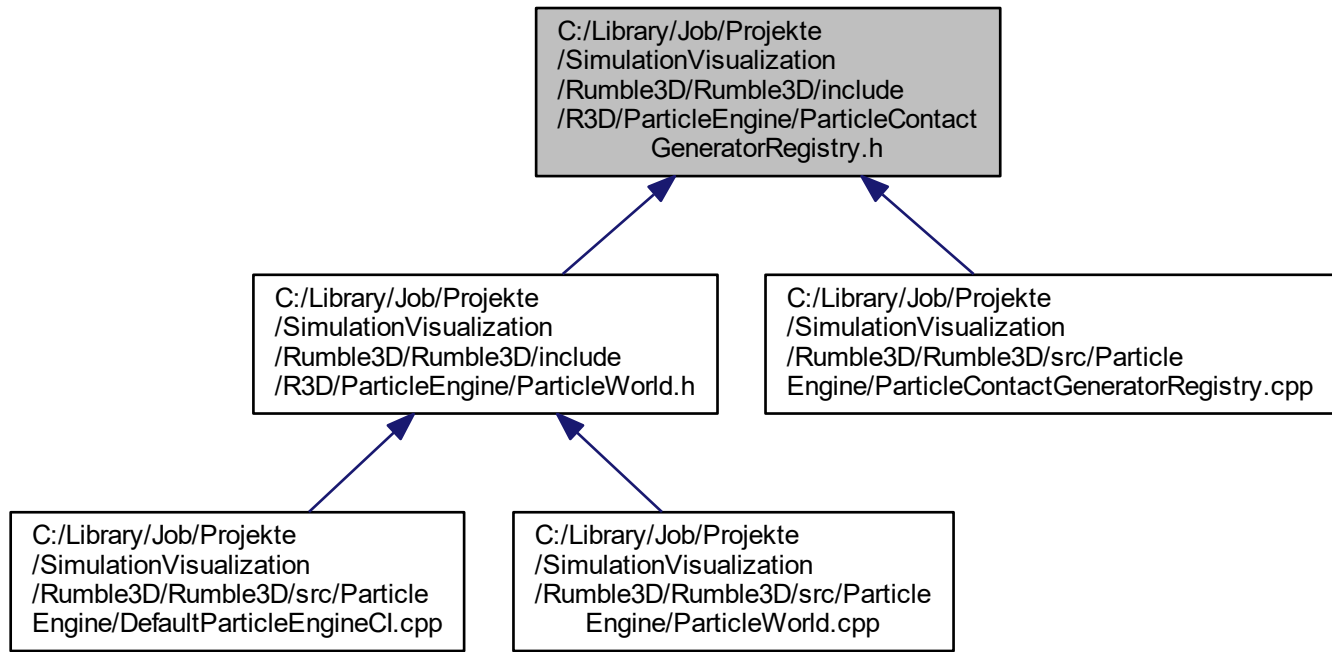 C:/Library/Job/Projekte
/SimulationVisualization
/Rumble3D/Rumble3D/include
/R3D/ParticleEngine/ParticleContact
GeneratorRegistry.h
C:/Library/Job/Projekte
/SimulationVisualization
/Rumble3D/Rumble3D/include
/R3D/ParticleEngine/ParticleWorld.h
C:/Library/Job/Projekte
/SimulationVisualization
/Rumble3D/Rumble3D/src/Particle
Engine/ParticleContactGeneratorRegistry.cpp
C:/Library/Job/Projekte
/SimulationVisualization
/Rumble3D/Rumble3D/src/Particle
Engine/DefaultParticleEngineCI.cpp
C:/Library/Job/Projekte
/SimulationVisualization
/Rumble3D/Rumble3D/src/Particle
Engine/ParticleWorld.cpp